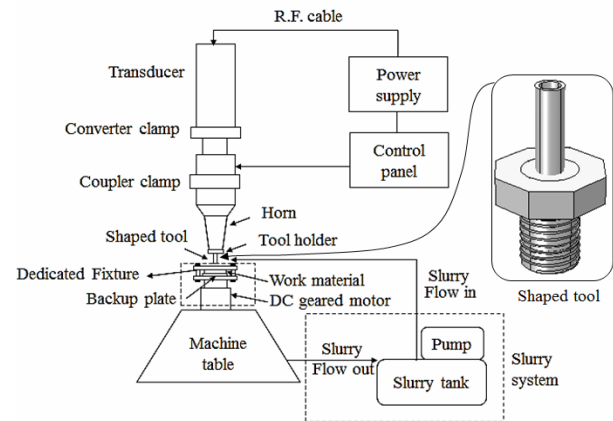 R.F. cable
Transducer
Power
supply
Converter clamp
Control
panel
Coupler clamp
Horn
Shaped tool
Tool holder
Dedicated Fixture
Work material
Backup plate
DC geared motor
Slurry
Flow in
Shaped tool
Machine
table
Slurry
Flow out
Pump
Slurry tank
Slurry
system